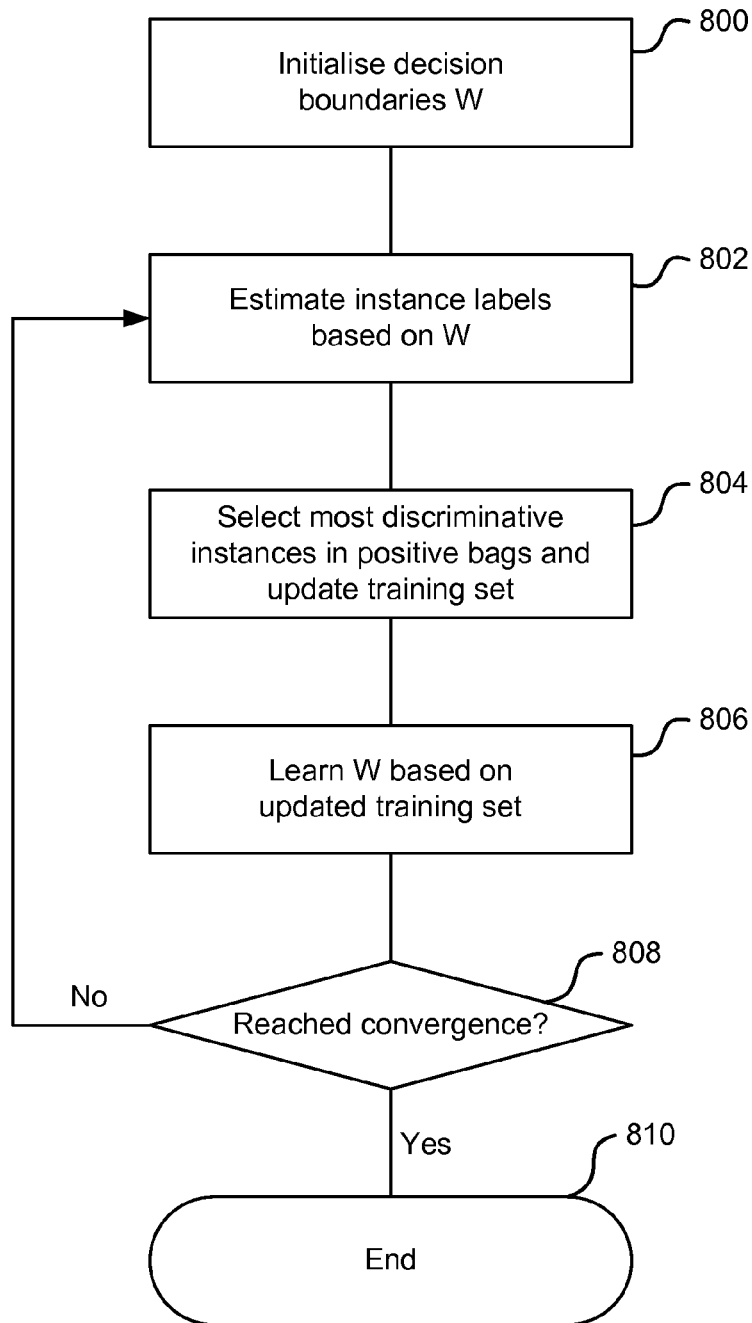 800
Initialise decision
boundaries W
802
Estimate instance labels
based on W
804
Select most discriminative
instances in positive bags and
update training set
806
Learn W based on
updated training set
808
No
Reached convergence?
Yes
810
End